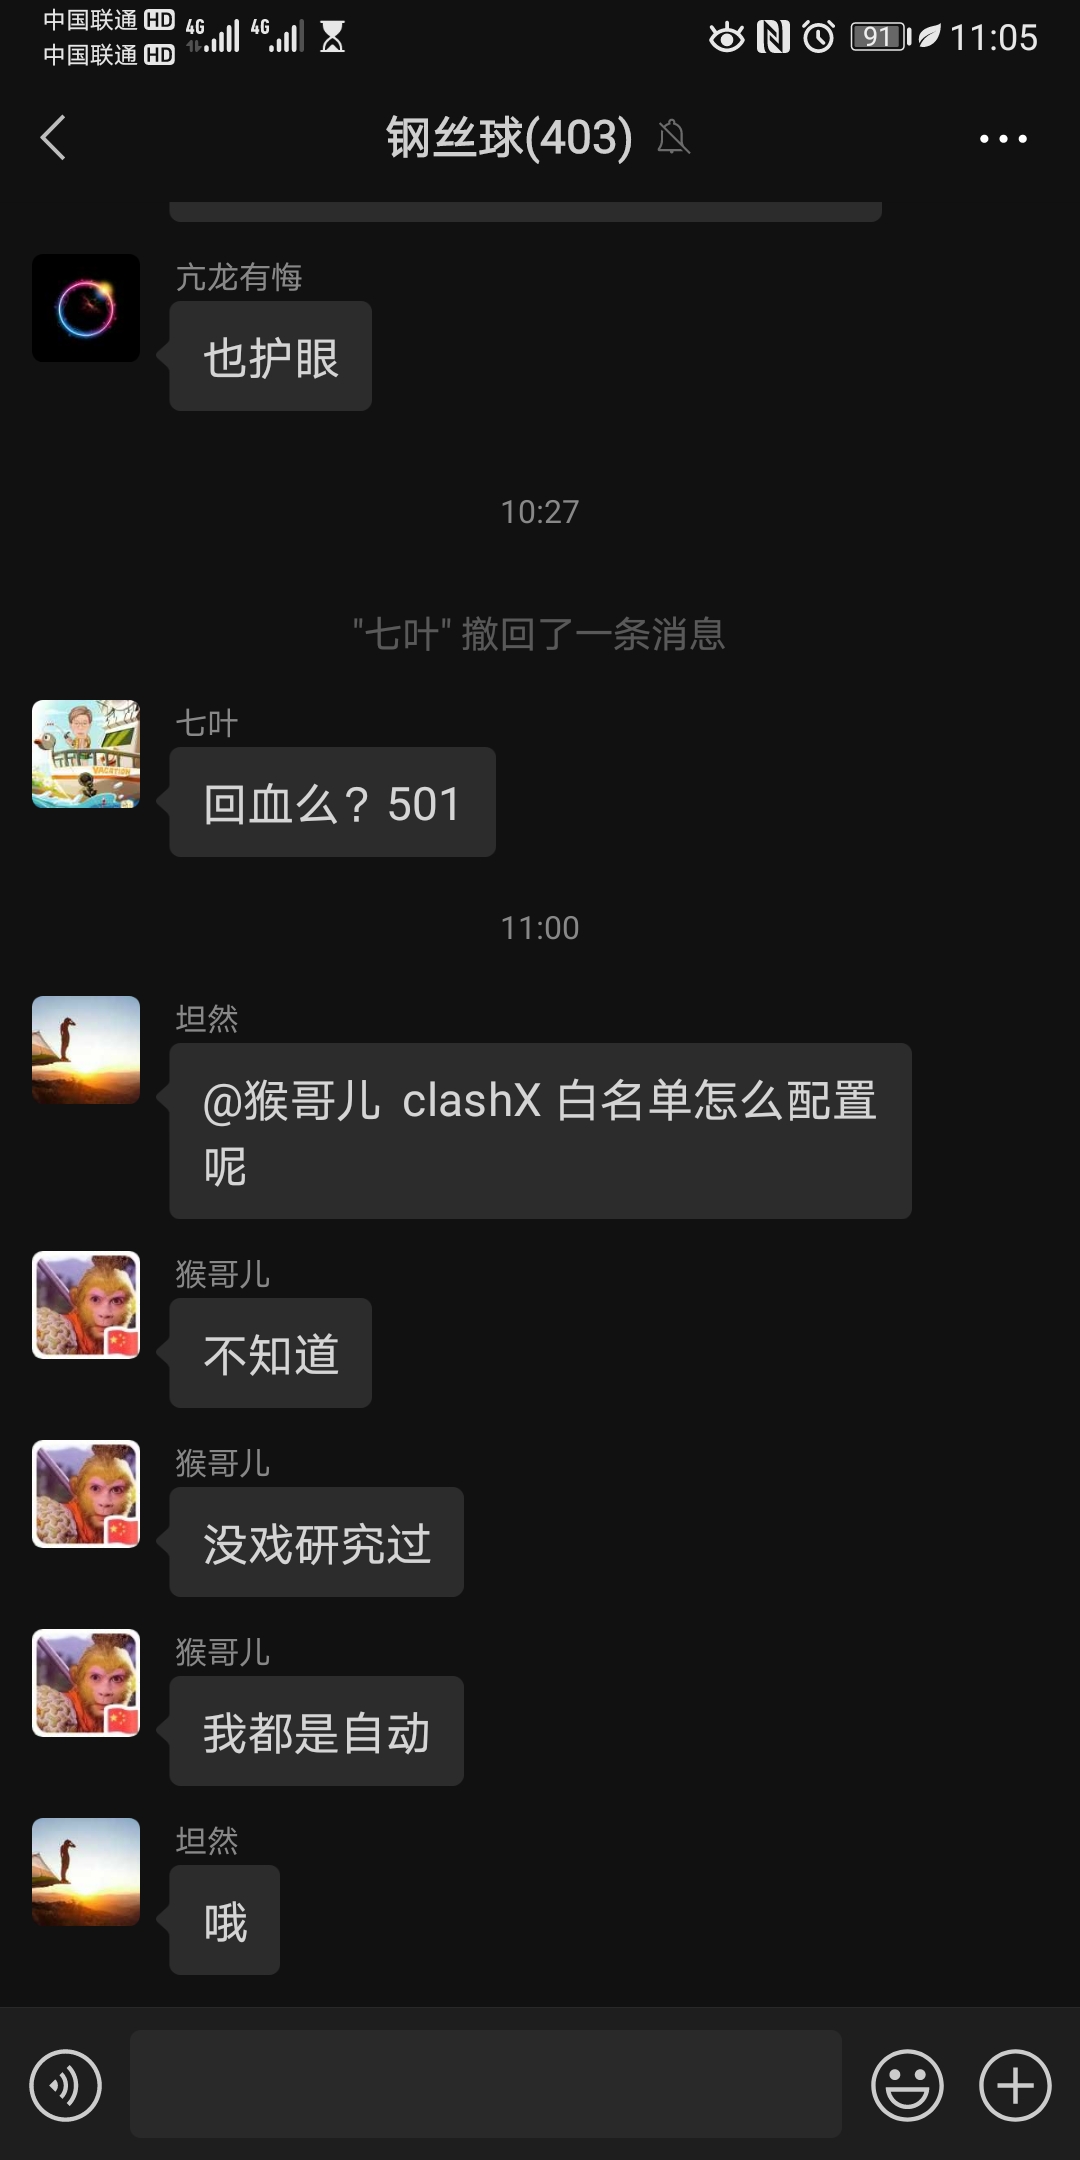 中国联通 HD 4G 4G 91 11:05
中国联通 HD
钢丝球(403)
亢龙有悔
也护眼
10:27
"七叶" 撤回了一条消息
七叶
VACATION
回血么？501
11:00
坦然
@猴哥儿 clashX 白名单怎么配置
呢
猴哥儿
不知道
猴哥儿
没戏研究过
猴哥儿
我都是自动
坦然
哦